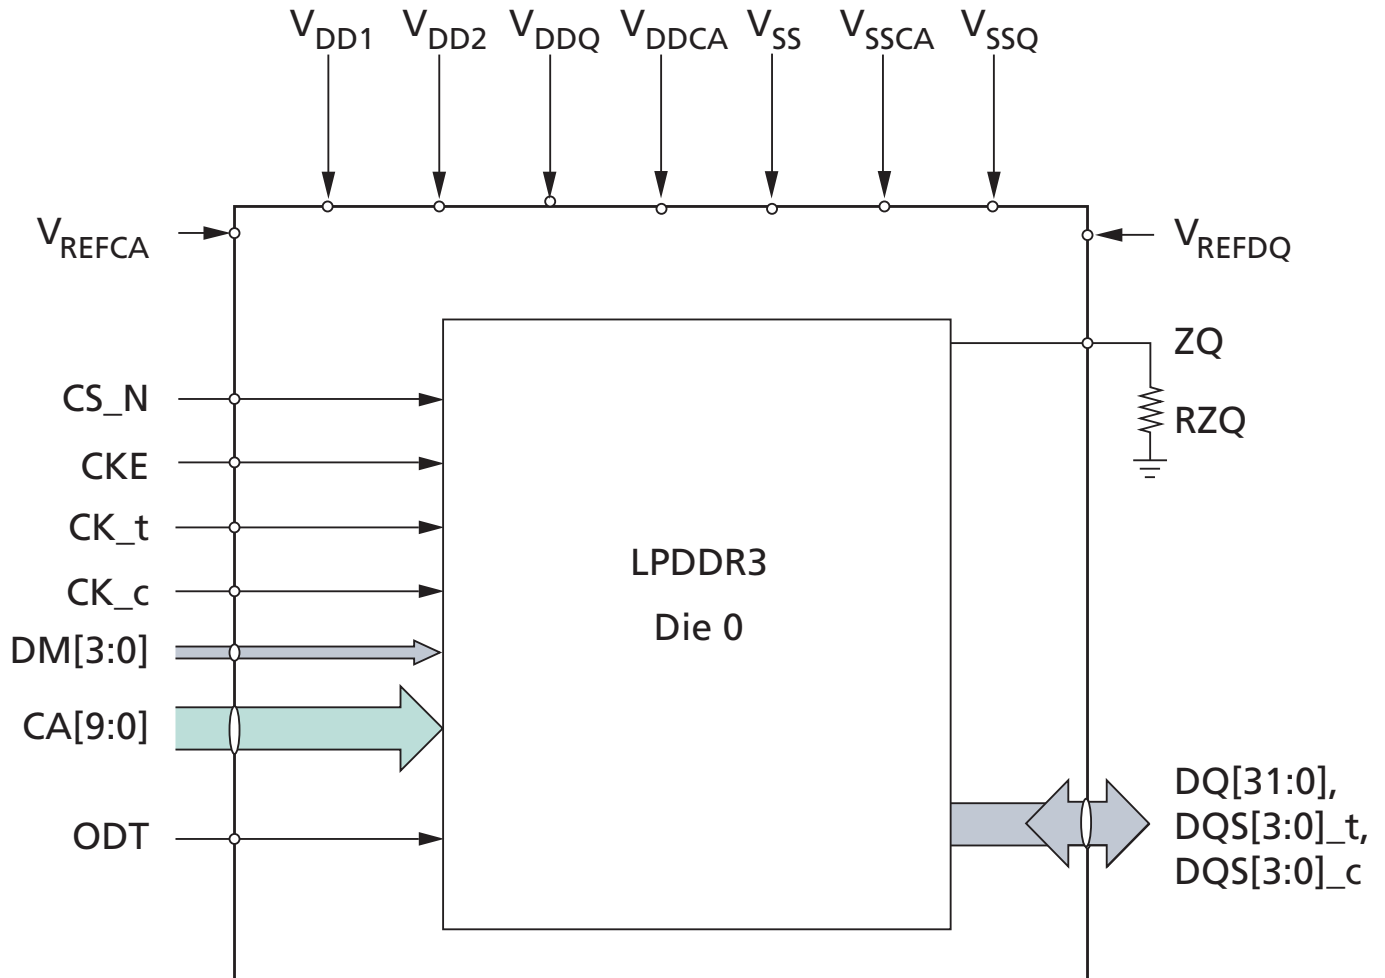 VDD1 VDD2 VDDQ VDDCA VSS VSSCA VSSQ
VREFCA
VREFDQ
ZQ
RZQ
CS_N
CKE
CK_t
CK_c
DM[3:0]
CA[9:0]
ODT
LPDDR3
Die 0
DQ[31:0],
DQS[3:0]_t,
DQS[3:0]_c